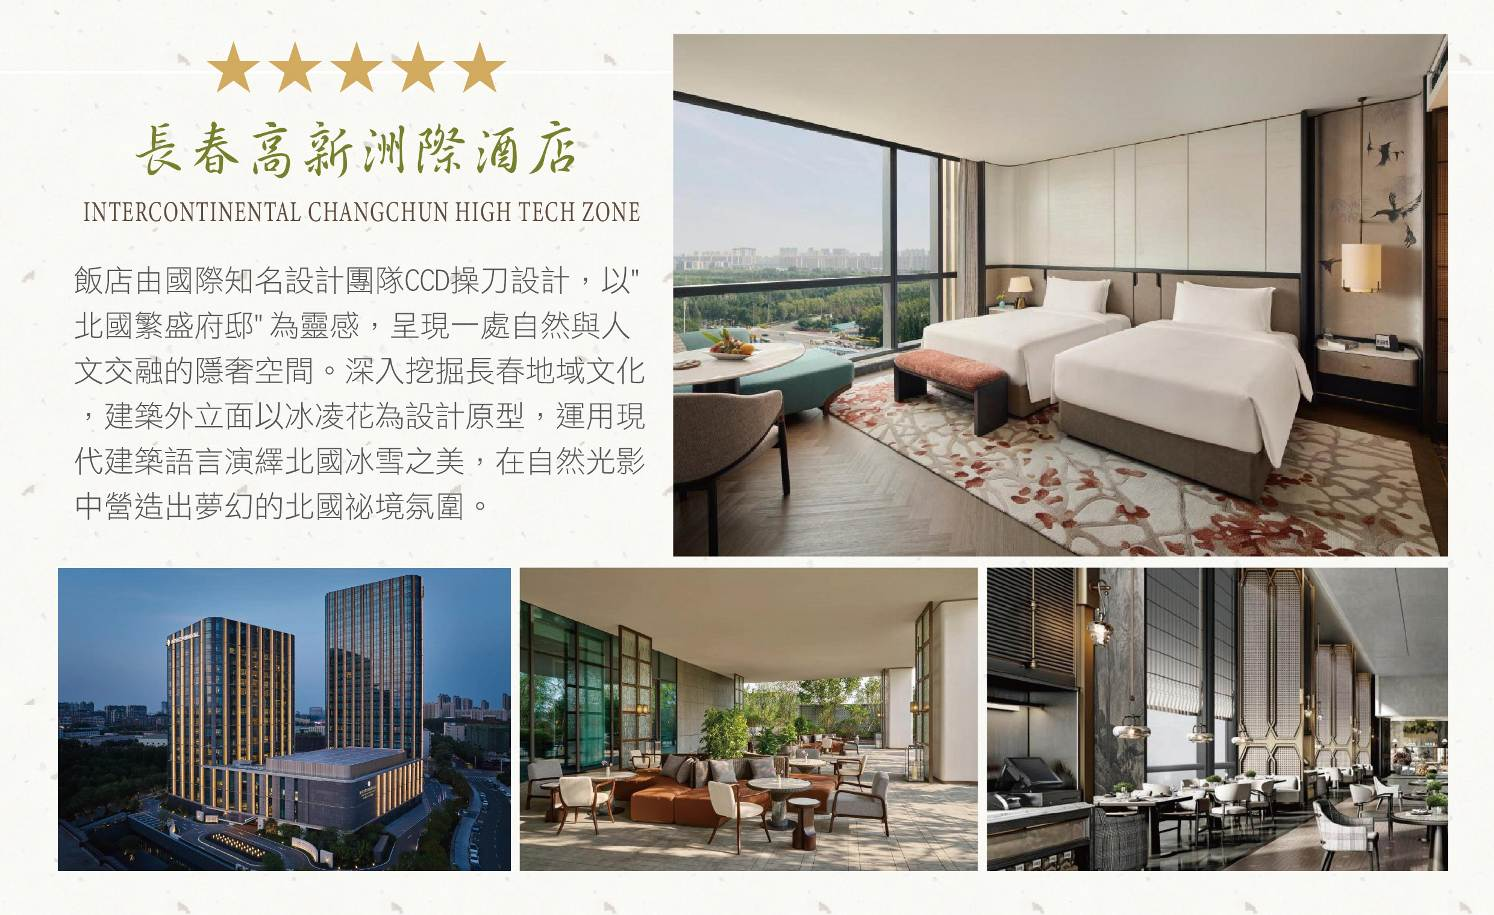 長春高新洲際酒店
INTERCONTINENTAL CHANGCHUN HIGH TECH ZONE
飯店由國際知名設計團隊CCD操刀設計，以"
北國繁盛府邸" 為靈感，呈現一處自然與人
文交融的隱奢空間。深入挖掘長春地域文化
，建築外立面以冰凌花為設計原型，運用現
代建築語言演繹北國冰雪之美，在自然光影
中營造出夢幻的北國祕境氛圍。